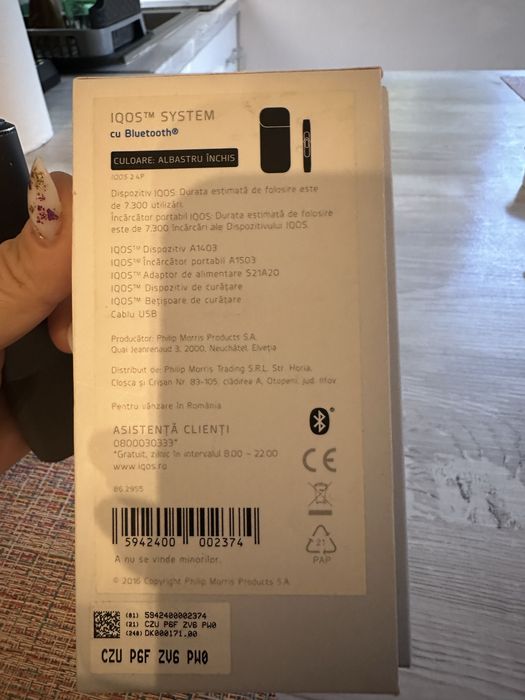 IQOS™ SYSTEM
cu Bluetooth®
CULOARE: ALBASTRU ÎNCHIS
IQOS 2.4P
Dispozitiv IQOS: Durata estimată de folosire este
de 7.300 utilizări.
Încărcător portabil IQOS: Durata estimată de folosire
este de 7.300 încărcări ale Dispozitivului IQOS.
IQOS™ Dispozitiv A1403
IQOS™ Încărcător portabil A1503
IQOS™ Adaptor de alimentare S21A20
IQOS™ Dispozitiv de curățare
IQOS™ Bețișoare de curățare
Cablu USB
Producător: Philip Morris Products S.A.
Quai Jeanrenaud 3, 2000, Neuchâtel, Elveția
Distribuit de: Philip Morris Trading S.R.L. Str. Horia,
Cloșca și Crișan Nr. 83-105, clădirea A, Otopeni, jud. Ilfov
Pentru vânzare în România
ASISTENȚĂ CLIENȚI
0800030333*
*Gratuit, zilnic în intervalul 8:00 - 22:00
www.iqos.ro
86.2955
CE
5942400 002374
21
PAP
A nu se vinde minorilor.
© 2016 Copyright Philip Morris Products S.A.
(01) 5942400002374
(21) CZU P6F ZV6 PW0
(240) DK000171.00
CZU P6F ZV6 PW0